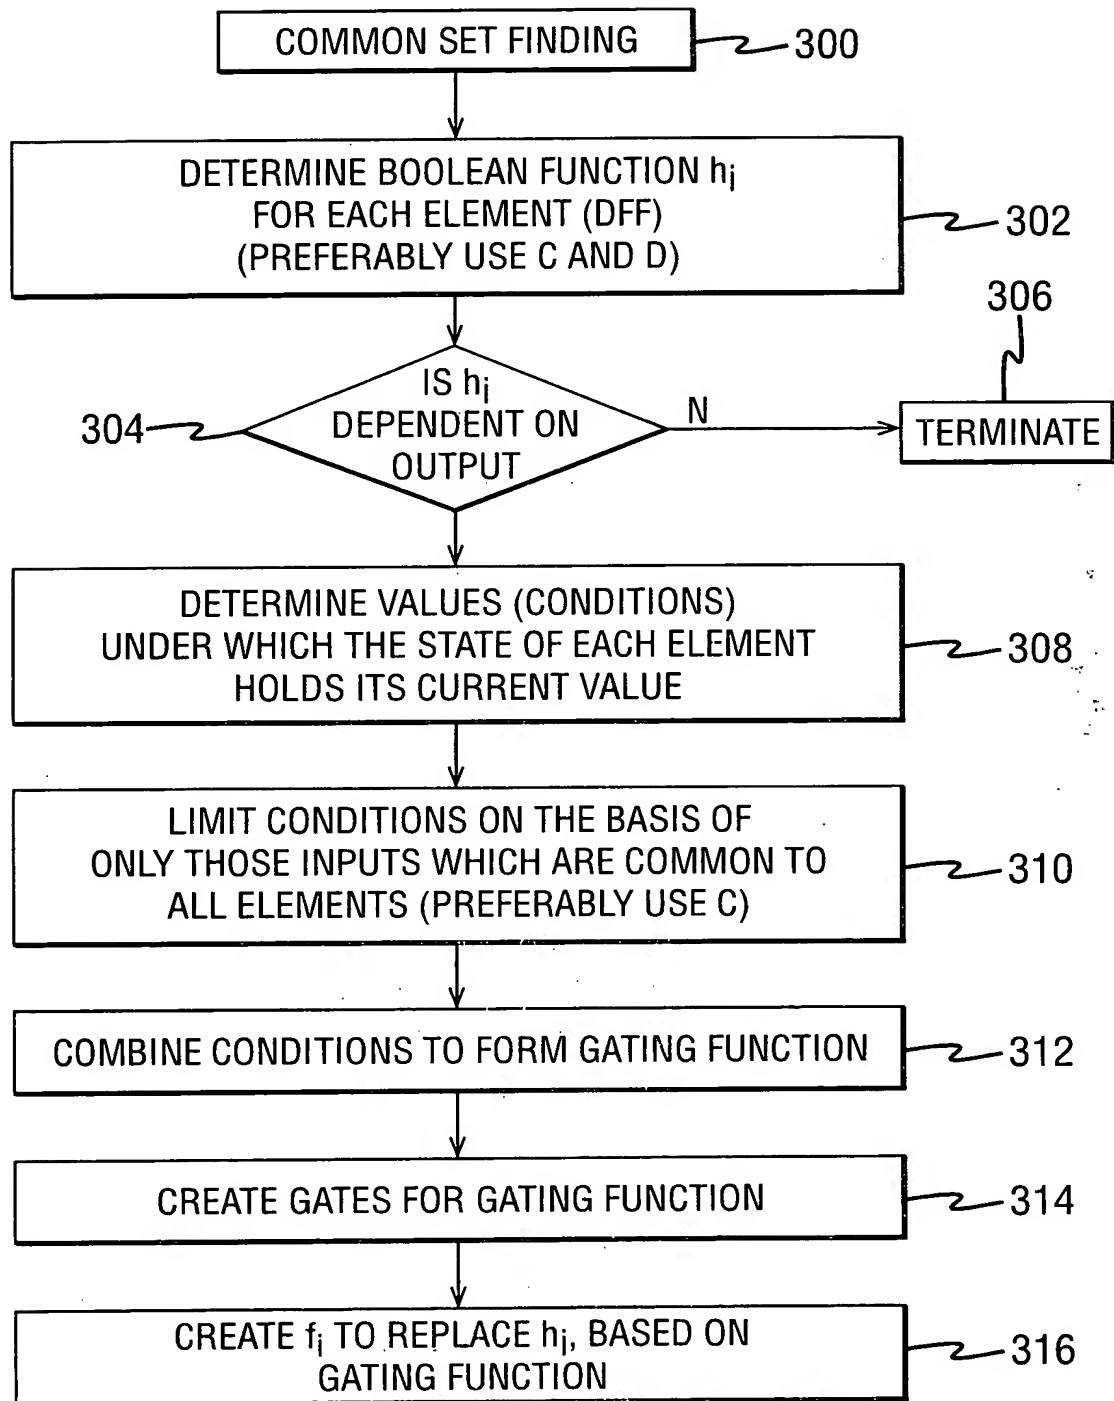 COMMON SET FINDING
300
DETERMINE BOOLEAN FUNCTION hi
FOR EACH ELEMENT (DFF)
(PREFERABLY USE C AND D)
302
306
IS hi
DEPENDENT ON
OUTPUT
304
N
TERMINATE
DETERMINE VALUES (CONDITIONS)
UNDER WHICH THE STATE OF EACH ELEMENT
HOLDS ITS CURRENT VALUE
308
LIMIT CONDITIONS ON THE BASIS OF
ONLY THOSE INPUTS WHICH ARE COMMON TO
ALL ELEMENTS (PREFERABLY USE C)
310
COMBINE CONDITIONS TO FORM GATING FUNCTION
312
CREATE GATES FOR GATING FUNCTION
314
CREATE fi TO REPLACE hi, BASED ON
GATING FUNCTION
316